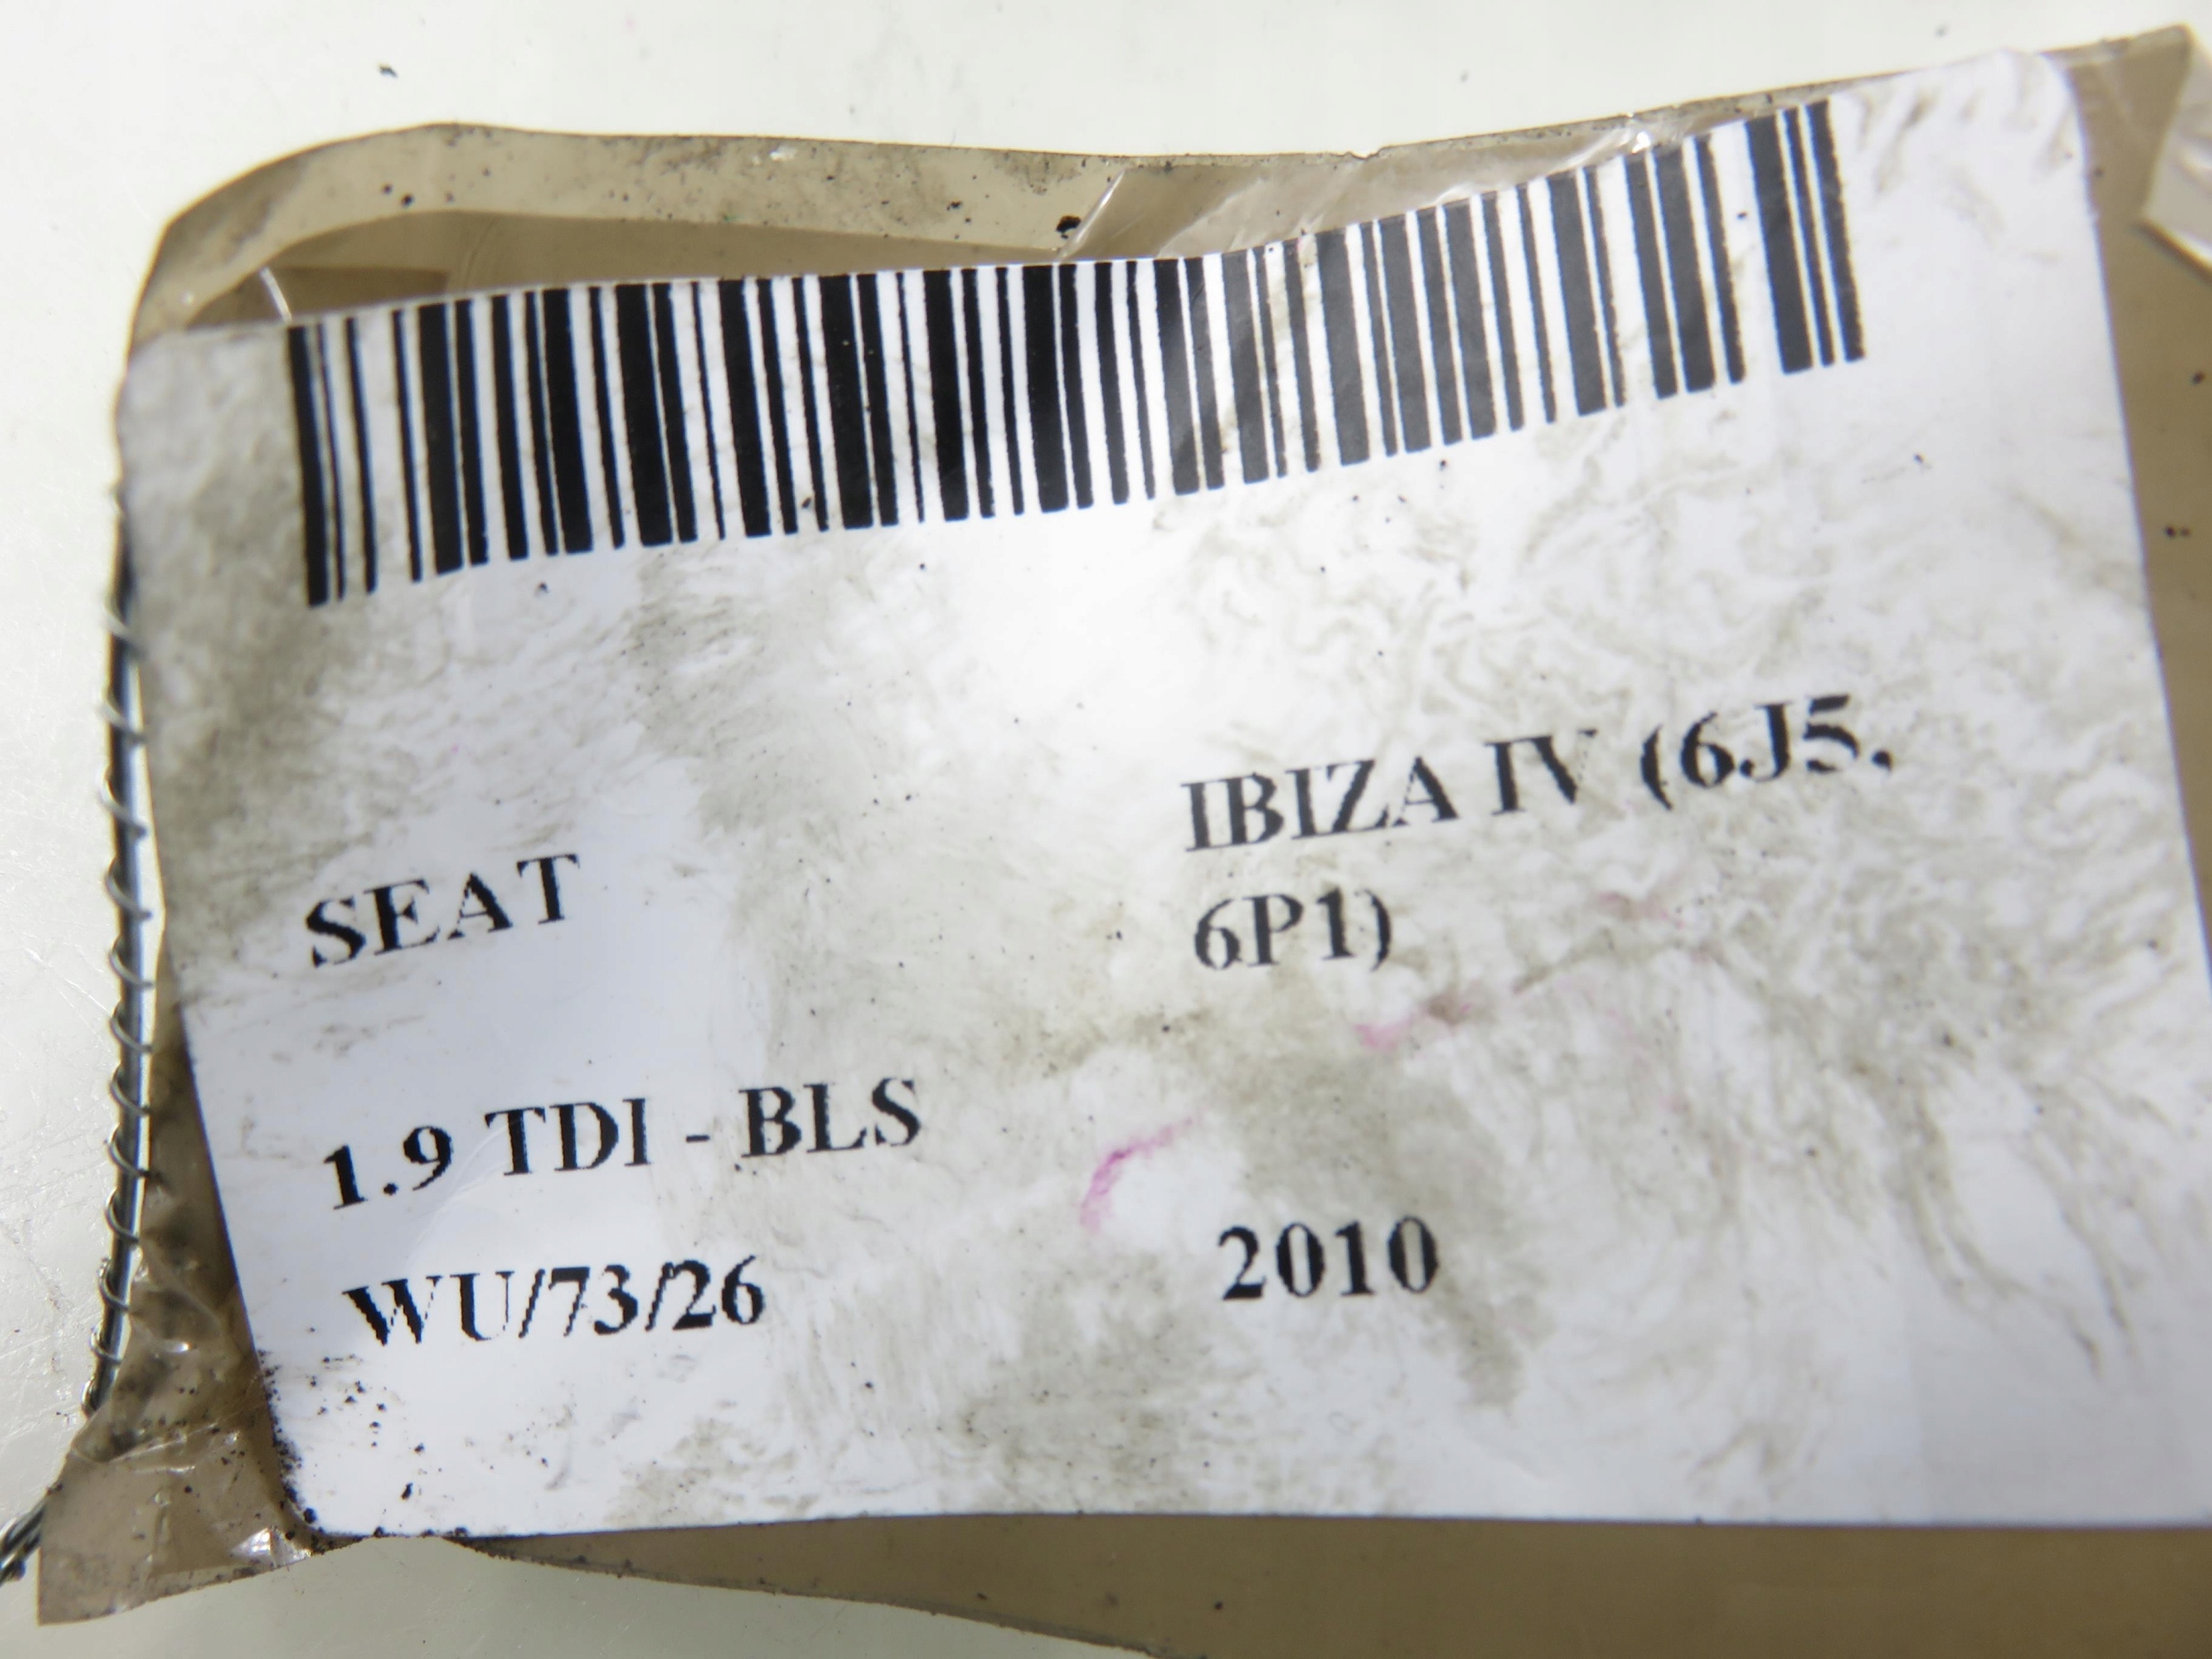 SEAT
IBIZA IV (6J5,
6P1)
1.9 TDI - BLS
WU/73/26
2010